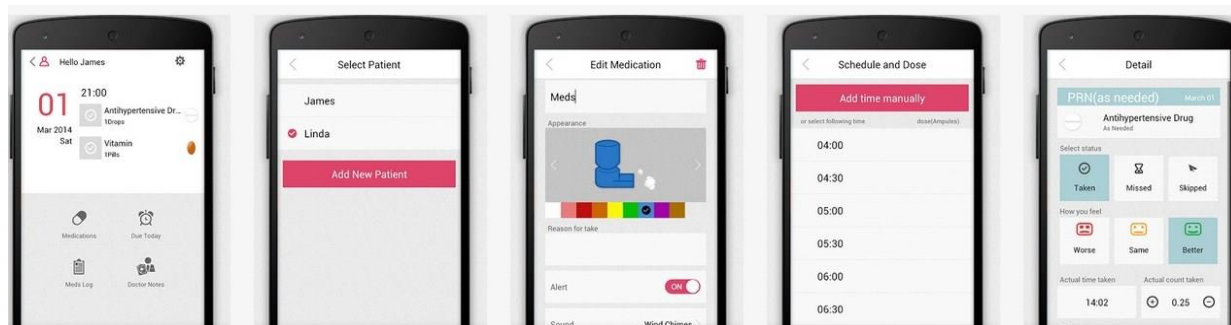 Hello James
01
Mar 2014
Sat
21:00
Antihypertensive Dr...
1Drops
Vitamin
1Pills
Medications
Due Today
Meds Log
Doctor Notes
Select Patient
James
Linda
Add New Patient
Edit Medication
Meds
Appearance
Reason for take
Alert
ON
Sound
Wind Chimes
Schedule and Dose
Add time manually
or select following time
dose(Ampules)
04:00
04:30
05:00
05:30
06:00
06:30
Detail
PRN(as needed)
March 01
Antihypertensive Drug
As Needed
Select status
Taken
Missed
Skipped
How you feel
Worse
Same
Better
Actual time taken
Actual count taken
14:02
0.25